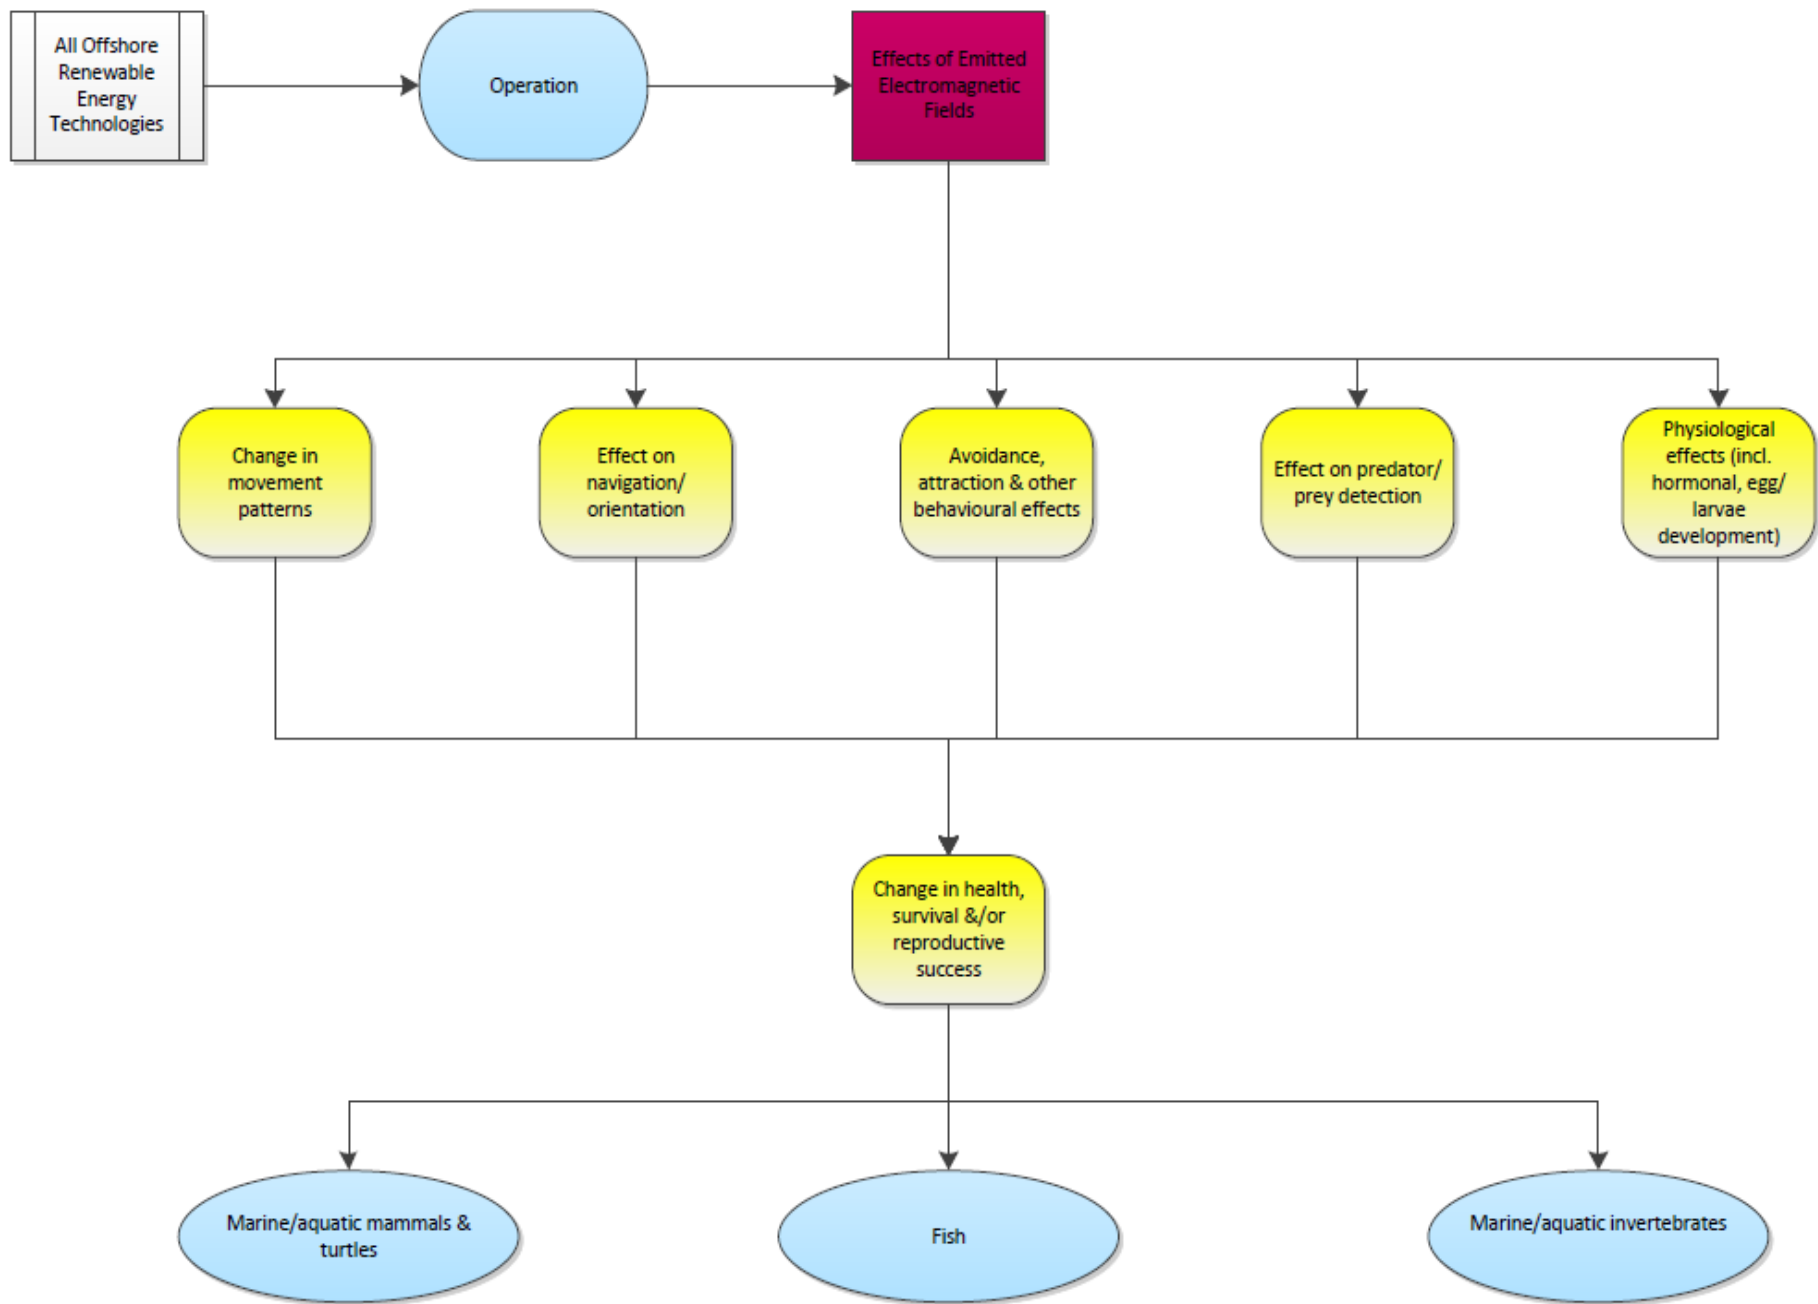 All Offshore
Renewable
Energy
Technologies
Operation
Effects of Emitted
Electromagnetic
Fields
Change in
movement
patterns
Effect on
navigation/
orientation
Avoidance,
attraction & other
behavioural effects
Effect on predator/
prey detection
Physiological
effects (incl.
hormonal, egg/
larvae
development)
Change in health,
survival &/or
reproductive
success
Marine/aquatic mammals &
turtles
Fish
Marine/aquatic invertebrates